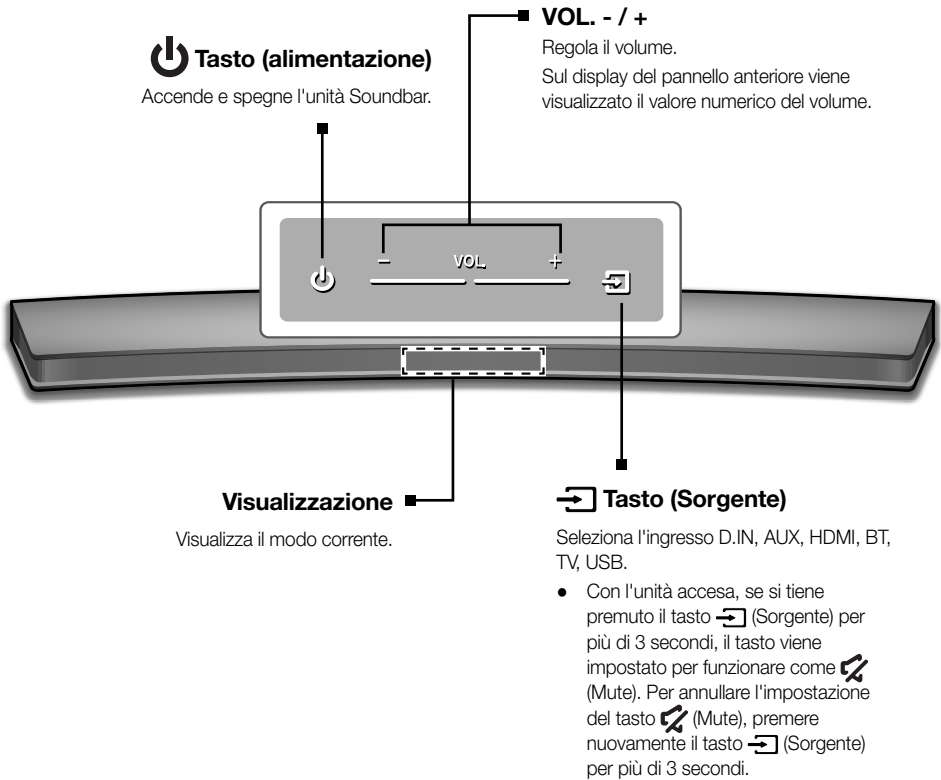 VOL. - / +
Regola il volume.
Sul display del pannello anteriore viene
visualizzato il valore numerico del volume.
Tasto (alimentazione)
Accende e spegne l'unità Soundbar.
- VOL. +
Visualizzazione
Visualizza il modo corrente.
Tasto (Sorgente)
Seleziona l'ingresso D.IN, AUX, HDMI, BT,
TV, USB.
● Con l'unità accesa, se si tiene
premuto il tasto (Sorgente) per
più di 3 secondi, il tasto viene
impostato per funzionare come
(Mute). Per annullare l'impostazione
del tasto (Mute), premere
nuovamente il tasto (Sorgente)
per più di 3 secondi.